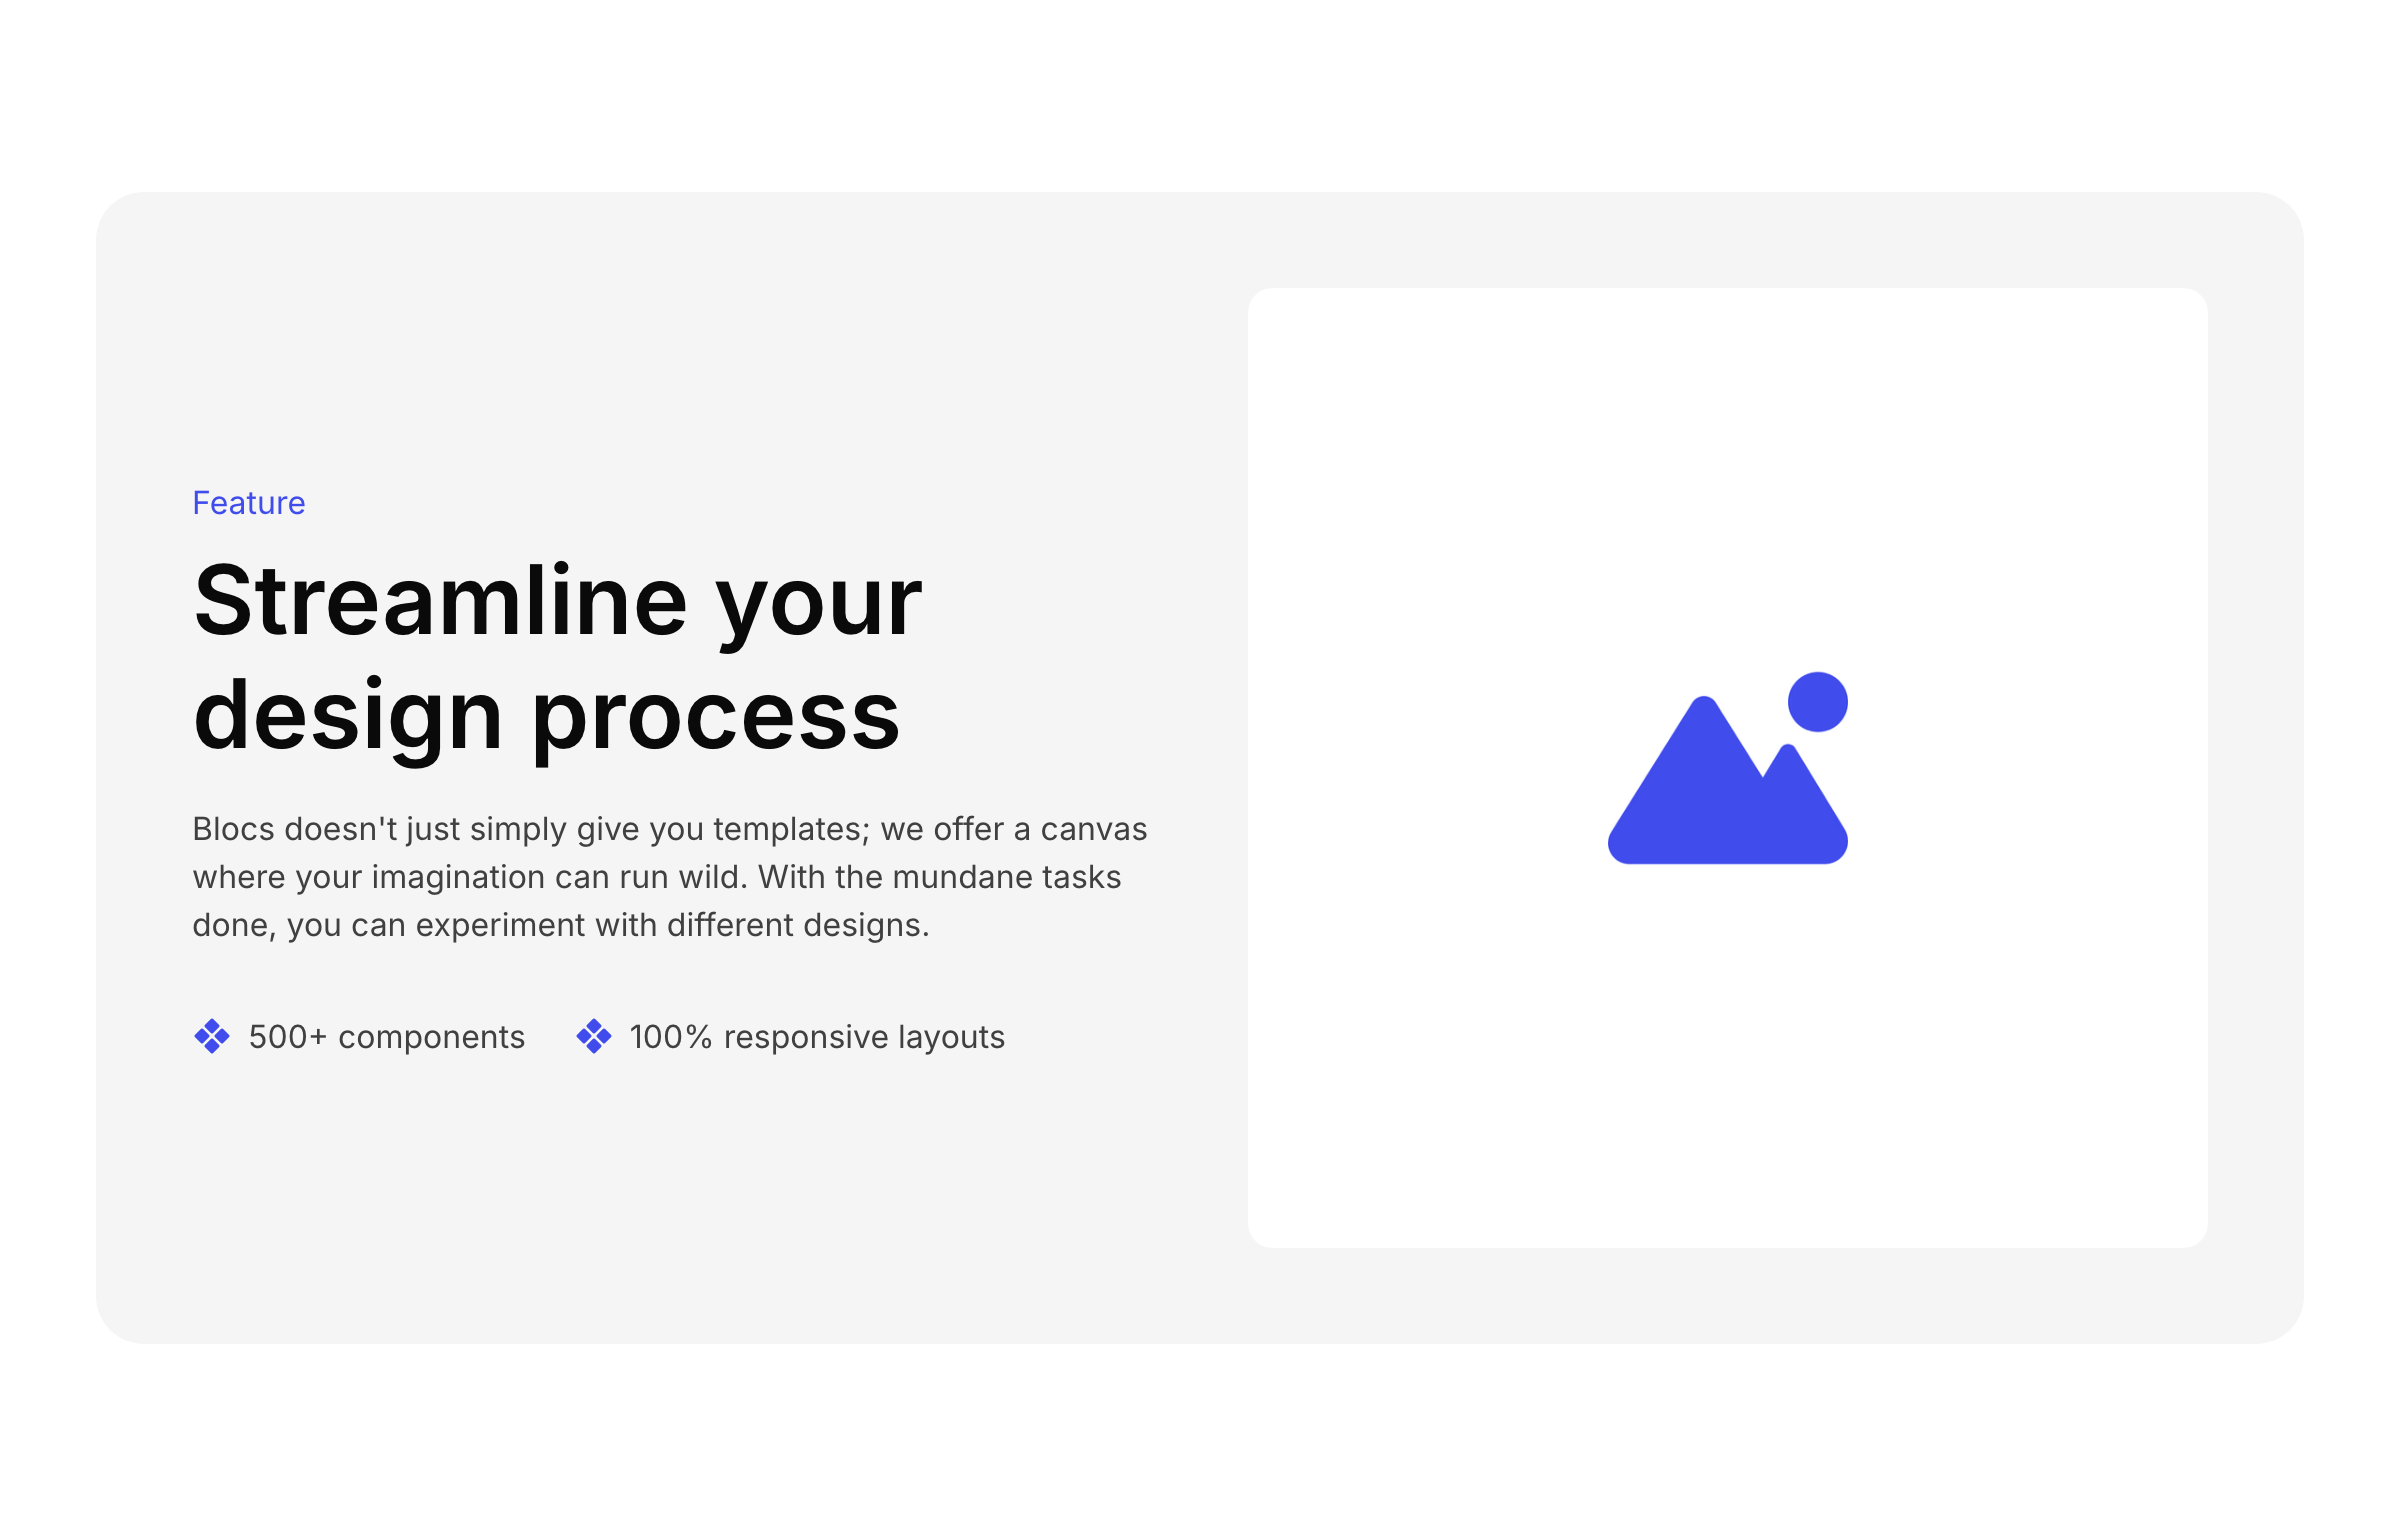 Feature
Streamline your
design process
Blocs doesn't just simply give you templates; we offer a canvas
where your imagination can run wild. With the mundane tasks
done, you can experiment with different designs.
500+ components
100% responsive layouts